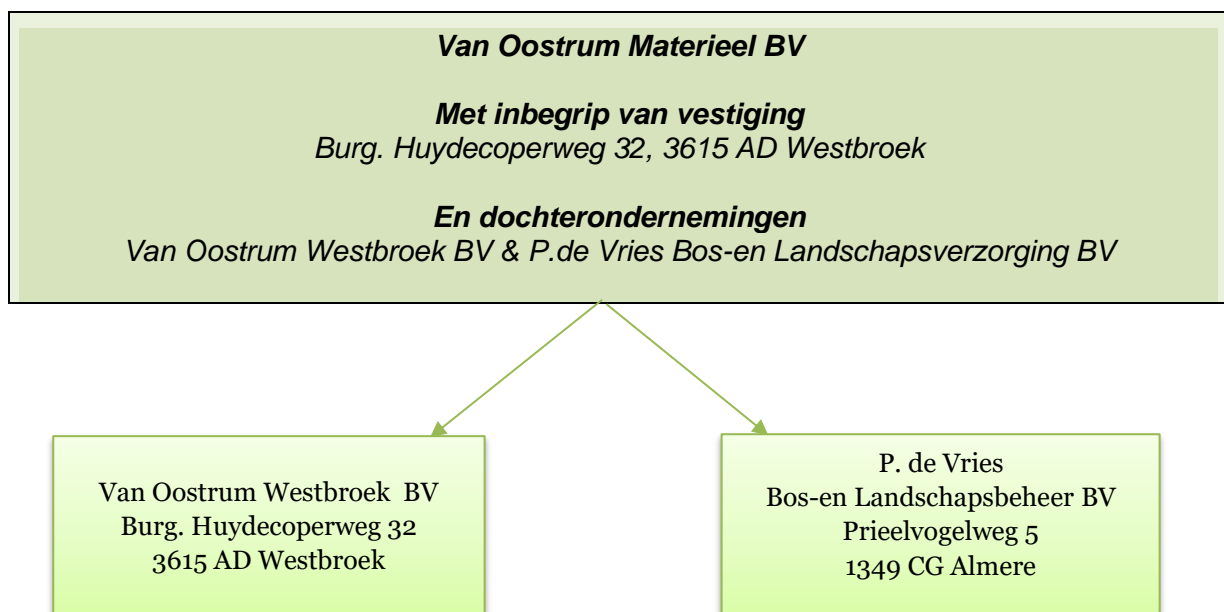 Van Oostrum Materieel BV
Met inbegrip van vestiging
Burg. Huydecoperweg 32, 3615 AD Westbroek
En dochterondernemingen
Van Oostrum Westbroek BV & P.de Vries Bos-en Landschapsverzorging BV
Van Oostrum Westbroek BV
Burg. Huydecoperweg 32
3615 AD Westbroek
P. de Vries
Bos-en Landschapsbeheer BV
Prieelvogelweg 5
1349 CG Almere